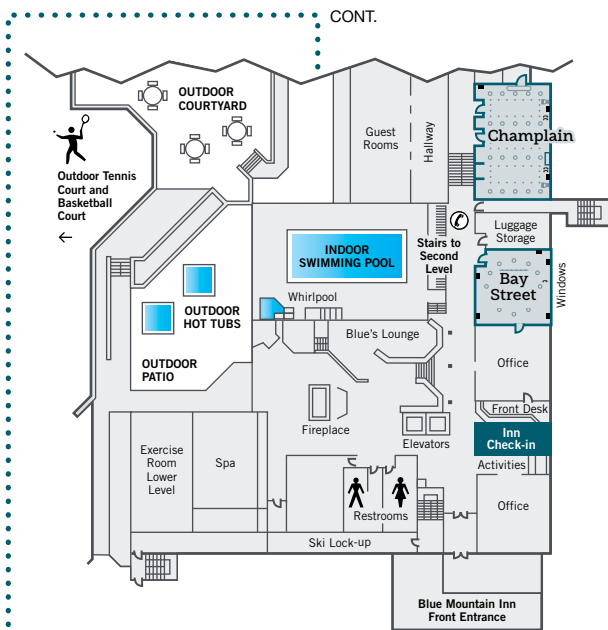 CONT.
OUTDOOR
COURTYARD
Outdoor Tennis
Court and
Basketball
Court
Guest
Rooms
Hallway
Champlain
Luggage
Storage
Stairs to
Second
Level
INDOOR
SWIMMING POOL
Bay
Street
Windows
Whirlpool
OUTDOOR
HOT TUBS
Blue's Lounge
OUTDOOR
PATIO
Office
Front Desk
Fireplace
Elevators
Inn
Check-in
Exercise
Room
Lower
Level
Spa
Activities
Restrooms
Office
Ski Lock-up
Blue Mountain Inn
Front Entrance